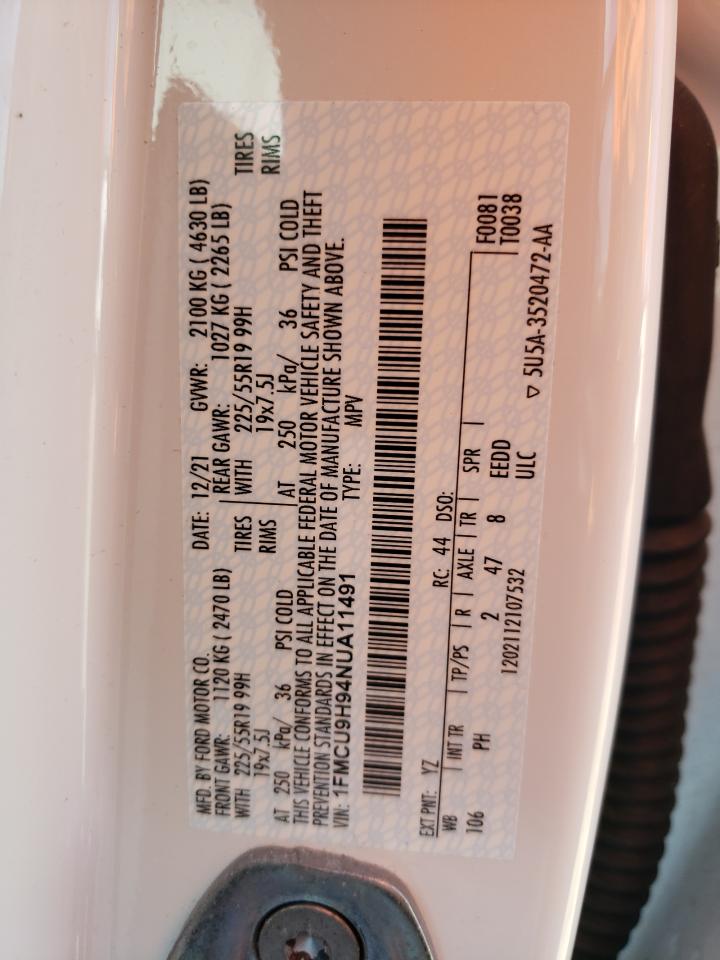 MFD. BY FORD MOTOR CO. DATE: 12/21 GVWR: 2100 KG ( 4630 LB)
FRONT GAWR: 1120 KG ( 2470 LB) REAR GAWR: 1027 KG ( 2265 LB)
WITH 225/55R19 99H TIRES WITH 225/55R19 99H TIRES
19x7.5J RIMS 19x7.5J RIMS
AT 250 kPa/ 36 PSI COLD AT 250 kPa/ 36 PSI COLD
THIS VEHICLE CONFORMS TO ALL APPLICABLE FEDERAL MOTOR VEHICLE SAFETY AND THEFT
PREVENTION STANDARDS IN EFFECT ON THE DATE OF MANUFACTURE SHOWN ABOVE.
VIN: 1FMCU9H94NUA11491 TYPE: MPV
EXT PNT: YZ RC: 44 DSO:
WB INT TR TP/PS R AXLE TR SPR F0081
106 PH 2 47 8 EEDD T0038
1202112107532 ULC
▽ 5U5A-3520472-AA